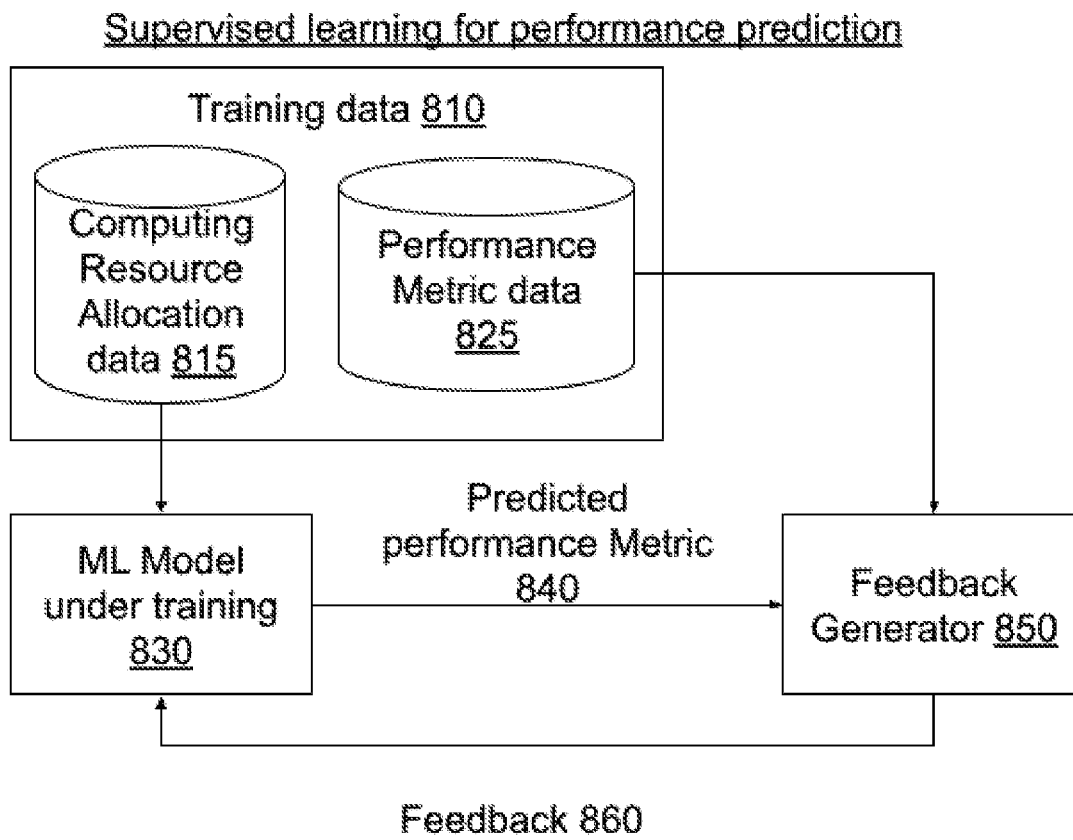 Supervised learning for performance prediction
Training data 810
Computing
Resource
Allocation
data 815
Performance
Metric data
825
ML Model
under training
830
Predicted
performance Metric
840
Feedback
Generator 850
Feedback 860